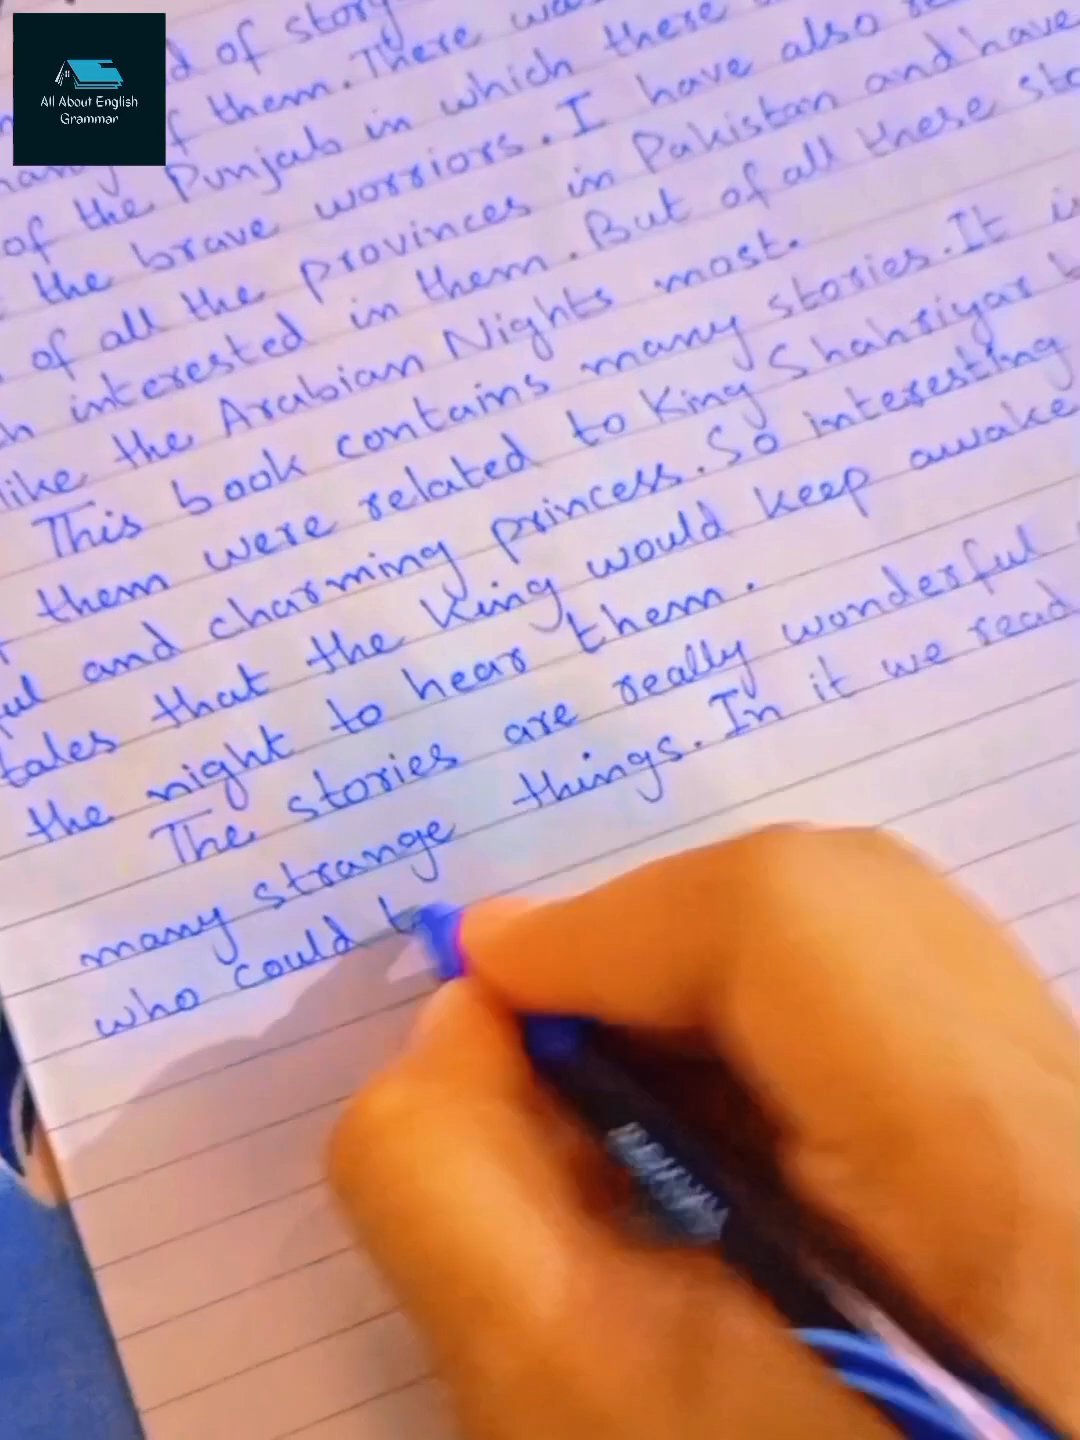 All About English
Grammar
of story
of them. There was
of the Punjab in which these
the brave worriors. I have also
of all the provinces in Pakistan and have
interested in them. But of all these
like the Arabian Nights most.
This book contains many stories. It
them were related to King Shahriyar
and charming princess. So interesting
tales that the King would keep awake
the night to hear them.
The stories are really wonderful
many strange things. In it we read
who could